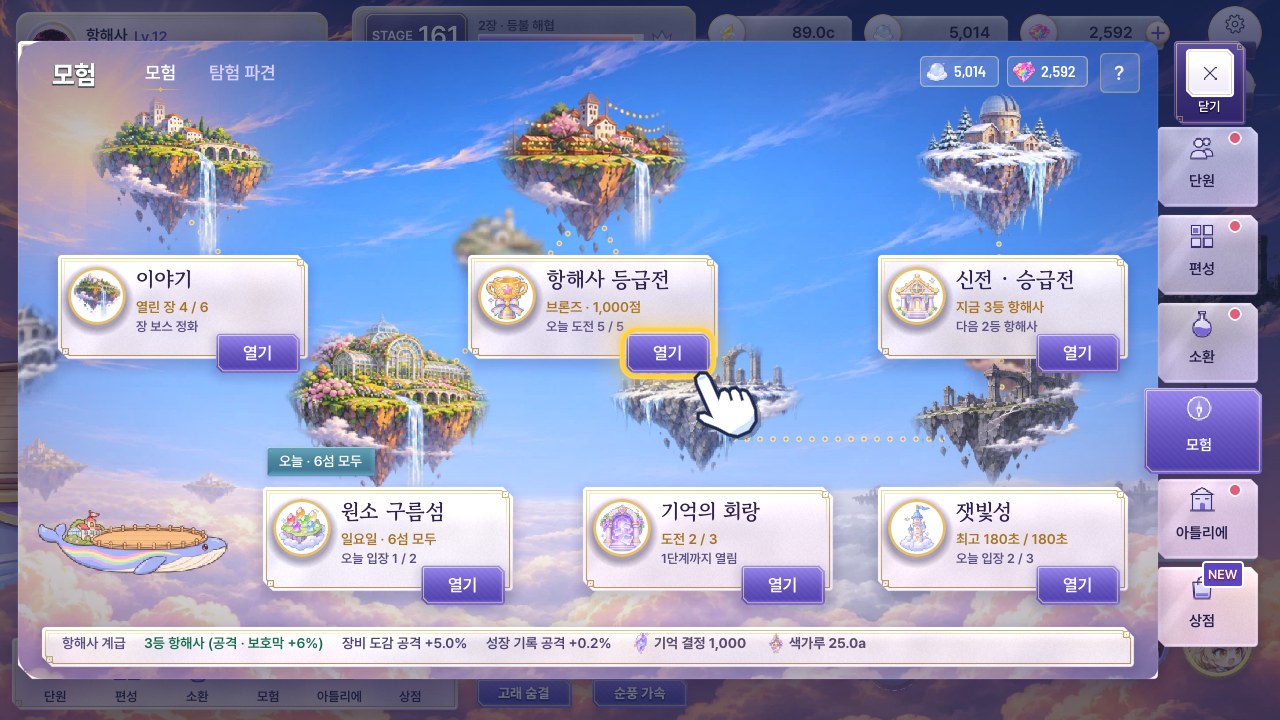 항해사 Lv.12
STAGE 161
2장 · 등불 해협
89.0c
5,014
2,592
모험
모험
탐험 파견
5,014
2,592
?
닫기
단원
편성
소환
모험
아틀리에
NEW
상점
이야기
열린 장 4 / 6
장 보스 정화
열기
항해사 등급전
브론즈 · 1,000점
오늘 도전 5 / 5
열기
신전 · 승급전
지금 3등 항해사
다음 2등 항해사
열기
오늘 · 6섬 모두
원소 구름섬
일요일 · 6섬 모두
오늘 입장 1 / 2
열기
기억의 회랑
도전 2 / 3
1단계까지 열림
열기
잿빛성
최고 180초 / 180초
오늘 입장 2 / 3
열기
항해사 계급
3등 항해사 (공격 · 보호막 +6%)
장비 도감 공격 +5.0%
성장 기록 공격 +0.2%
기억 결정 1,000
색가루 25.0a
단원
편성
소환
모험
아틀리에
상점
고래 숨결
순풍 가속